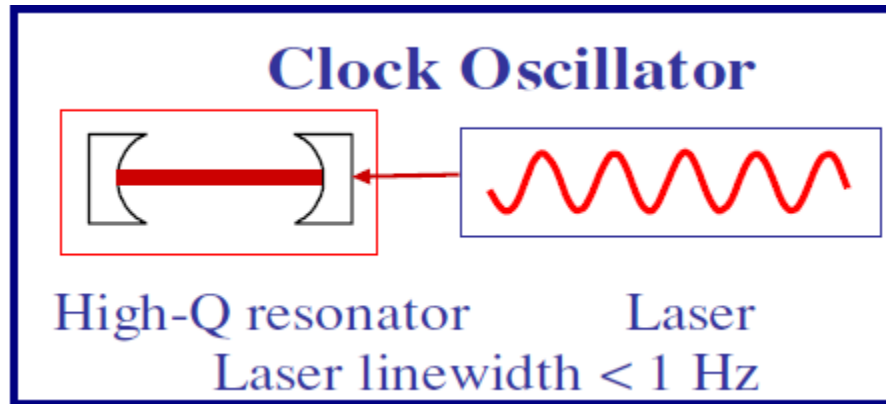 Clock Oscillator
High-Q resonator Laser
Laser linewidth < 1 Hz